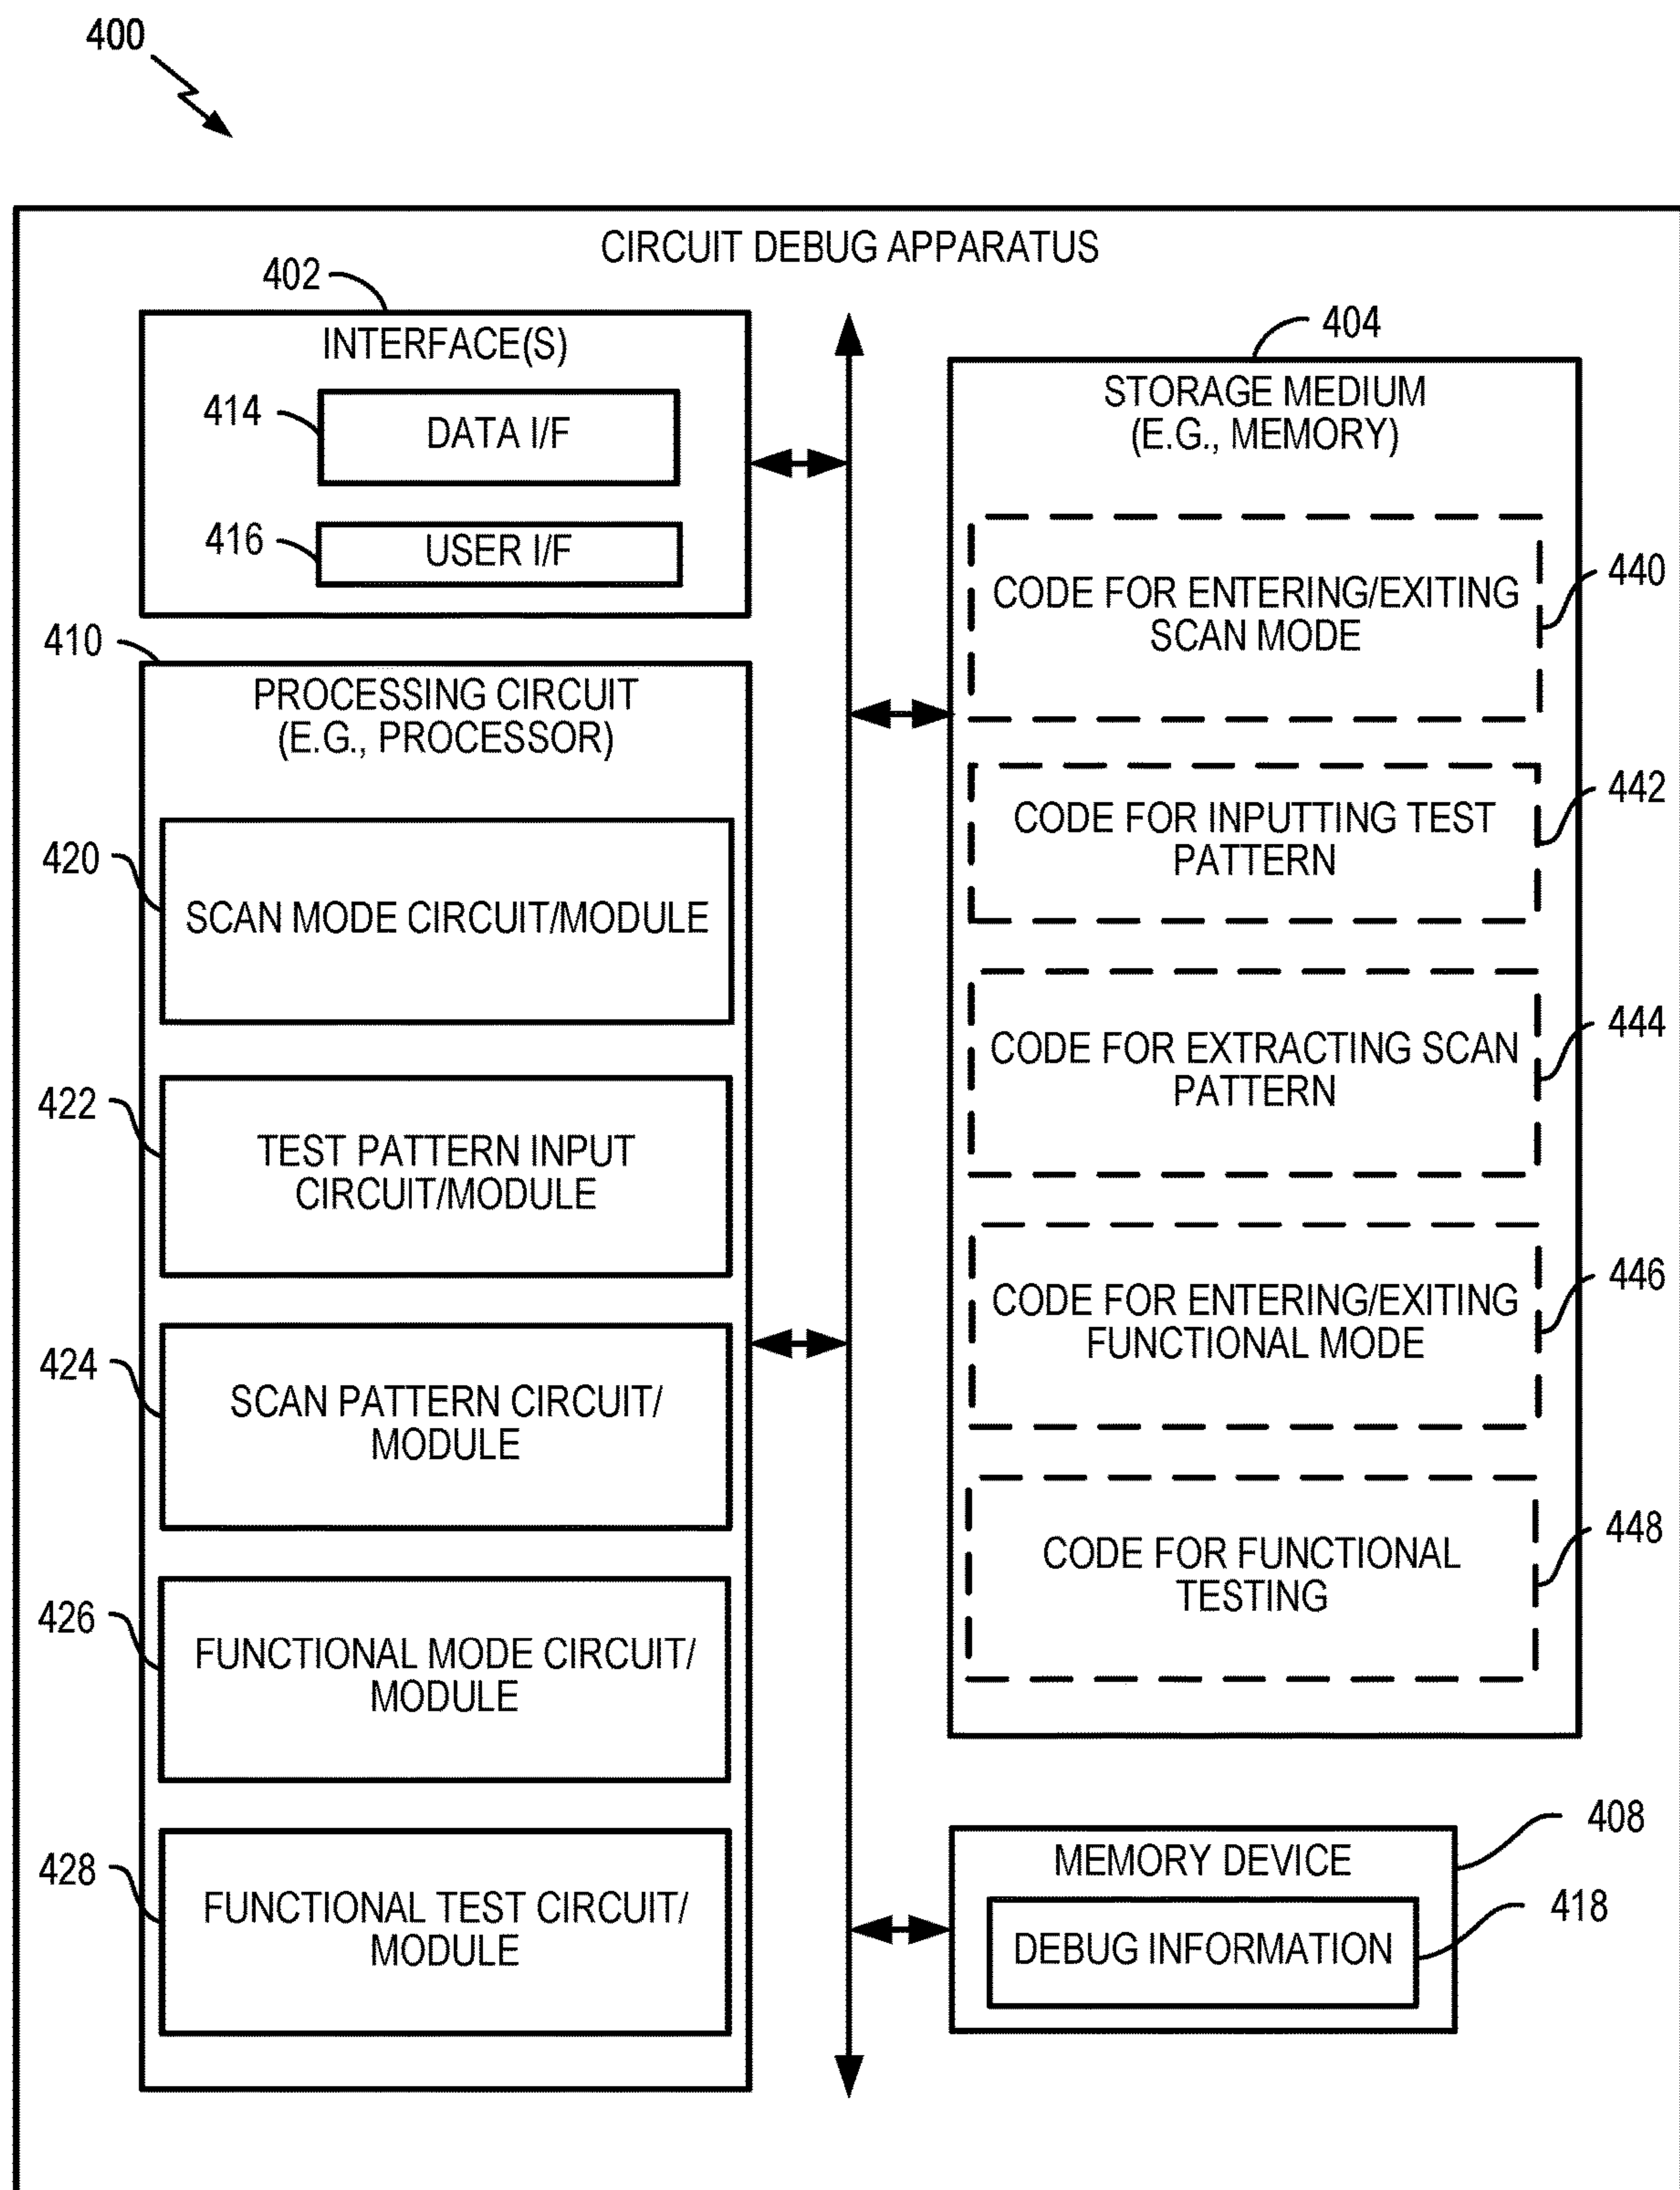 400
CIRCUIT DEBUG APPARATUS
402
INTERFACE(S)
414
DATA I/F
416
USER I/F
410
PROCESSING CIRCUIT
(E.G., PROCESSOR)
420
SCAN MODE CIRCUIT/MODULE
422
TEST PATTERN INPUT
CIRCUIT/MODULE
424
SCAN PATTERN CIRCUIT/
MODULE
426
FUNCTIONAL MODE CIRCUIT/
MODULE
428
FUNCTIONAL TEST CIRCUIT/
MODULE
404
STORAGE MEDIUM
(E.G., MEMORY)
CODE FOR ENTERING/EXITING
SCAN MODE
440
CODE FOR INPUTTING TEST
PATTERN
442
CODE FOR EXTRACTING SCAN
PATTERN
444
CODE FOR ENTERING/EXITING
FUNCTIONAL MODE
446
CODE FOR FUNCTIONAL
TESTING
448
408
MEMORY DEVICE
418
DEBUG INFORMATION